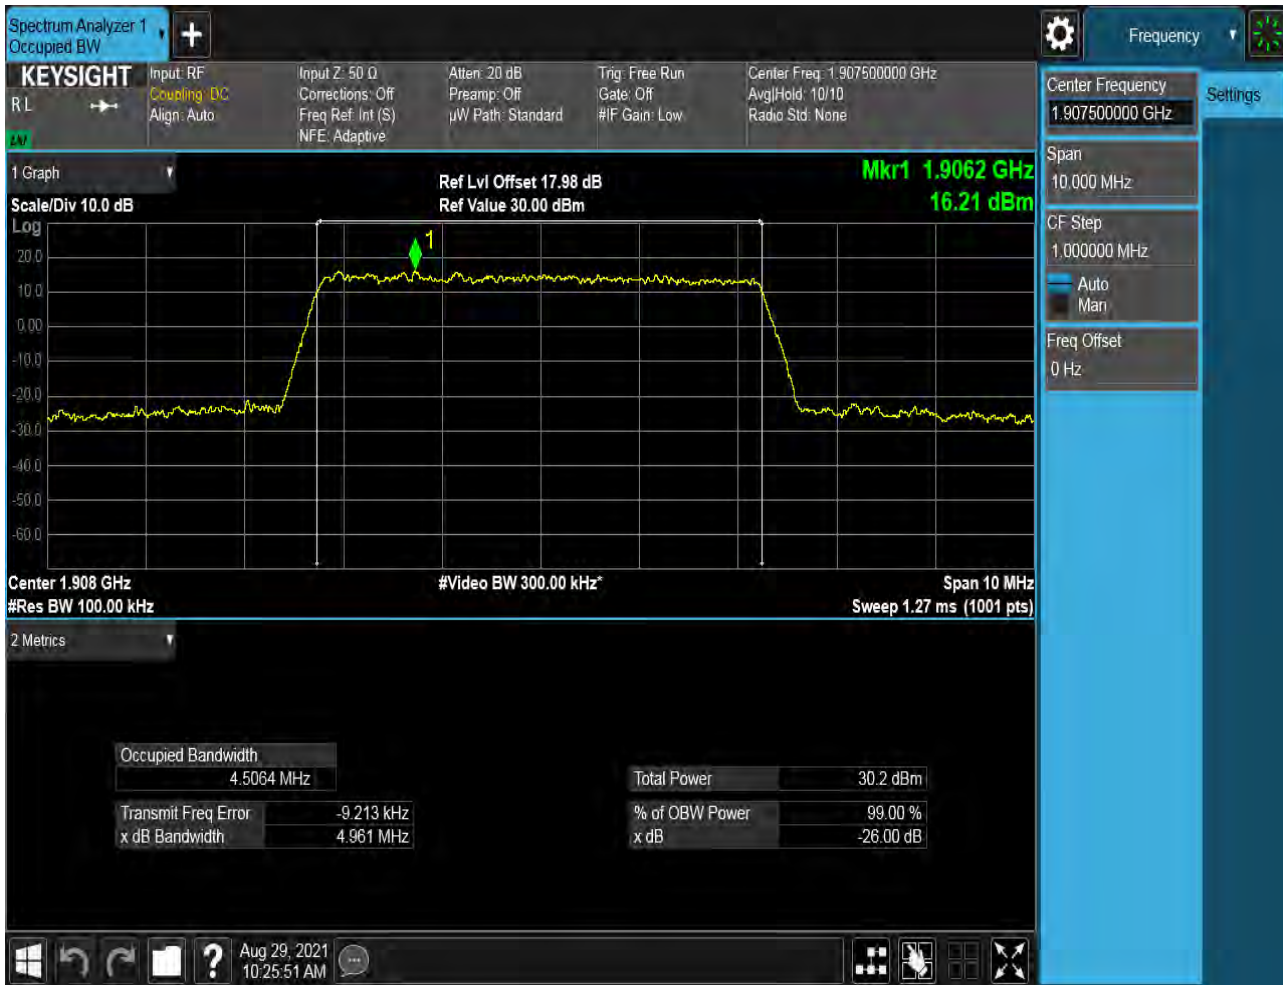 Spectrum Analyzer 1
Occupied BW
Frequency
KEYSIGHT
R L
Input: RF
Coupling: DC
Align: Auto
Input Z: 50 Ω
Corrections: Off
Freq Ref: Int (S)
NFE: Adaptive
Atten: 20 dB
Preamp: Off
µW Path: Standard
Trig: Free Run
Gate: Off
#IF Gain: Low
Center Freq: 1.907500000 GHz
Avg|Hold: 10/10
Radio Std: None
Center Frequency
1.907500000 GHz
Settings
Span
10.000 MHz
CF Step
1.000000 MHz
Auto
Man
Freq Offset
0 Hz
1 Graph
Scale/Div 10.0 dB
Ref Lvl Offset 17.98 dB
Ref Value 30.00 dBm
Mkr1 1.9062 GHz
16.21 dBm
Log
1
20.0
10.0
0.00
-10.0
-20.0
-30.0
-40.0
-50.0
-60.0
Center 1.908 GHz
#Video BW 300.00 kHz*
Span 10 MHz
#Res BW 100.00 kHz
Sweep 1.27 ms (1001 pts)
2 Metrics
Occupied Bandwidth
4.5064 MHz
Transmit Freq Error -9.213 kHz
x dB Bandwidth 4.961 MHz
Total Power 30.2 dBm
% of OBW Power 99.00 %
x dB -26.00 dB
?
Aug 29, 2021
10:25:51 AM